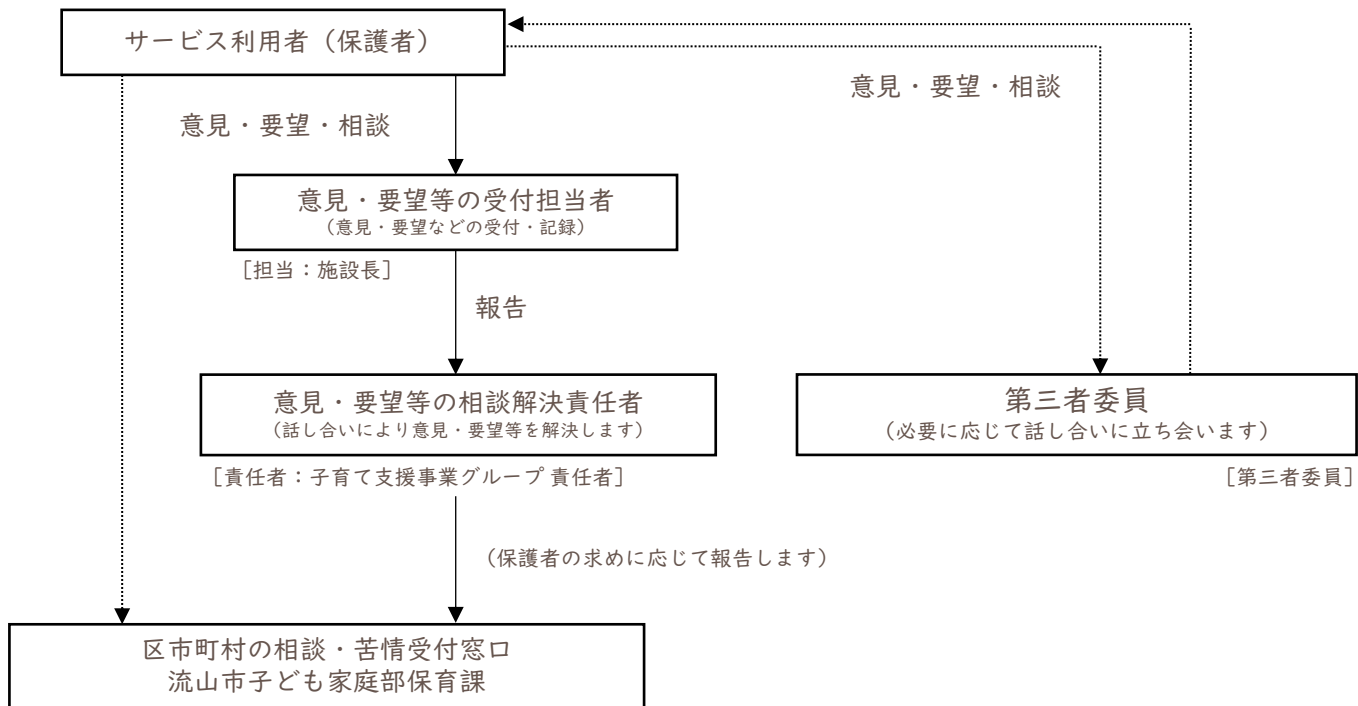 サービス利用者（保護者）
意見・要望・相談
意見・要望・相談
意見・要望等の受付担当者
（意見・要望などの受付・記録）
［担当：施設長］
報告
意見・要望等の相談解決責任者
（話し合いにより意見・要望等を解決します）
［責任者：子育て支援事業グループ 責任者］
第三者委員
（必要に応じて話し合いに立ち会います）
［第三者委員］
（保護者の求めに応じて報告します）
区市町村の相談・苦情受付窓口
流山市子ども家庭部保育課